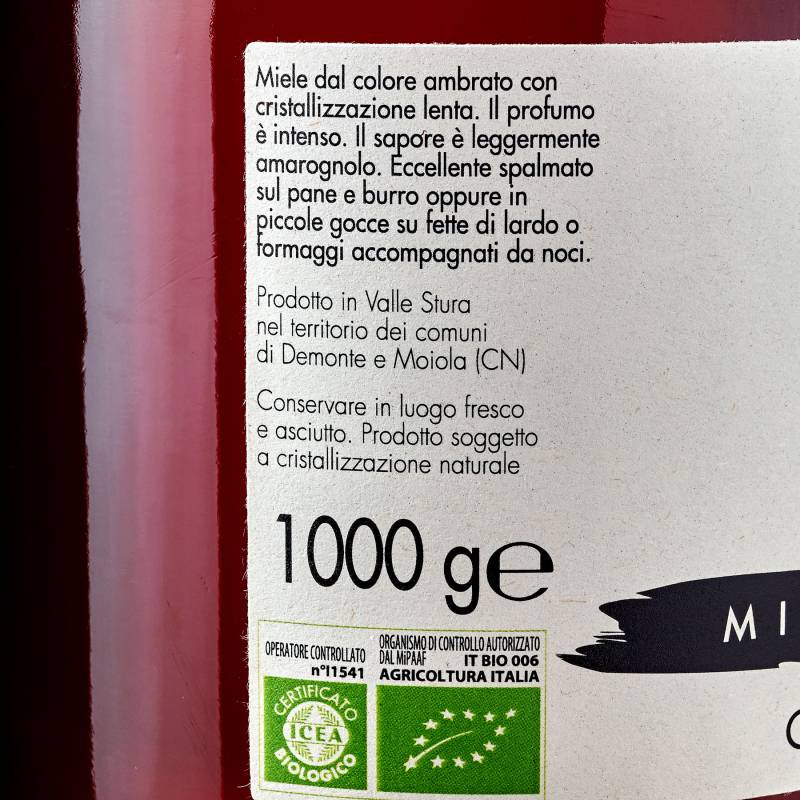 Miele dal colore ambrato con
cristallizzazione lenta. Il profumo
è intenso. Il sapore è leggermente
amarognolo. Eccellente spalmato
sul pane e burro oppure in
piccole gocce su fette di lardo o
formaggi accompagnati da noci.
Prodotto in Valle Stura
nel territorio dei comuni
di Demonte e Moiola (CN)
Conservare in luogo fresco
e asciutto. Prodotto soggetto
a cristallizzazione naturale
1000 g e
MI
OPERATORE CONTROLLATO
n°I1541
ORGANISMO DI CONTROLLO AUTORIZZATO
DAL MiPAAF IT BIO 006
AGRICOLTURA ITALIA
CERTIFICATO
ICEA
BIOLOGICO